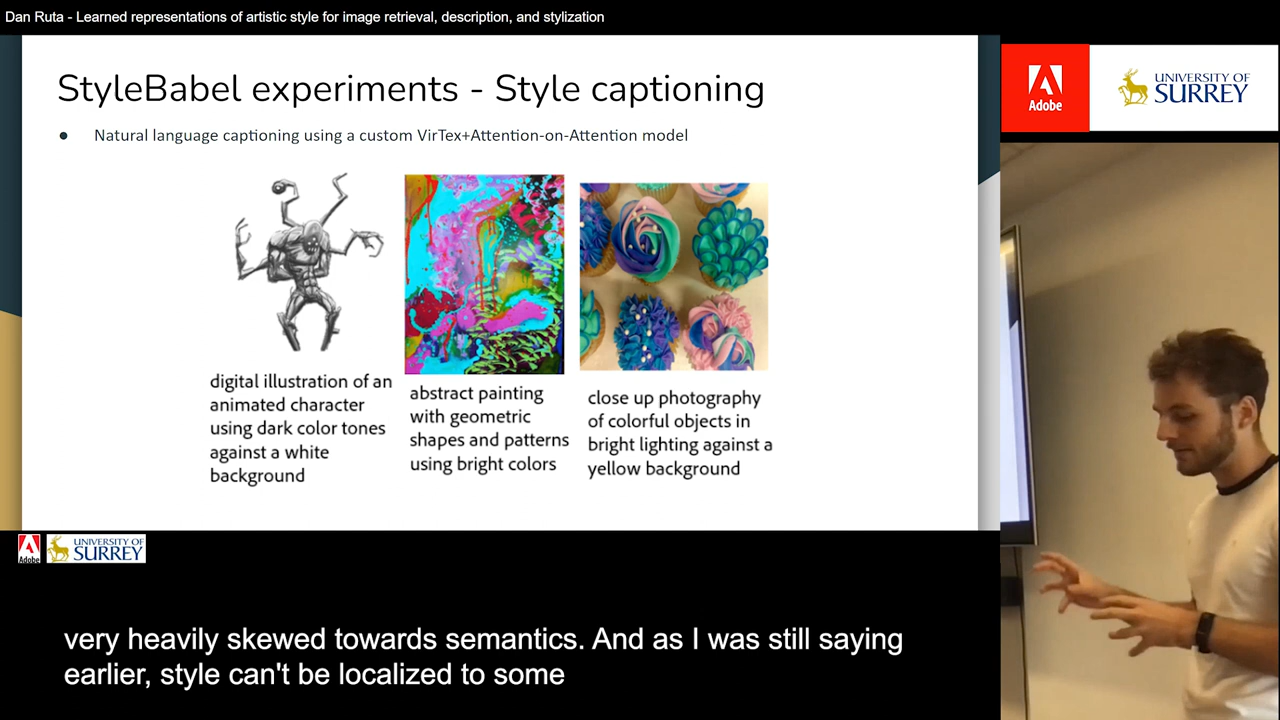 Dan Ruta - Learned representations of artistic style for image retrieval, description, and stylization
StyleBabel experiments - Style captioning
● Natural language captioning using a custom VirTex+Attention-on-Attention model
digital illustration of an
animated character
using dark color tones
against a white
background
abstract painting
with geometric
shapes and patterns
using bright colors
close up photography
of colorful objects in
bright lighting against a
yellow background
Adobe
UNIVERSITY OF
SURREY
Adobe
UNIVERSITY OF
SURREY
very heavily skewed towards semantics. And as I was still saying
earlier, style can't be localized to some